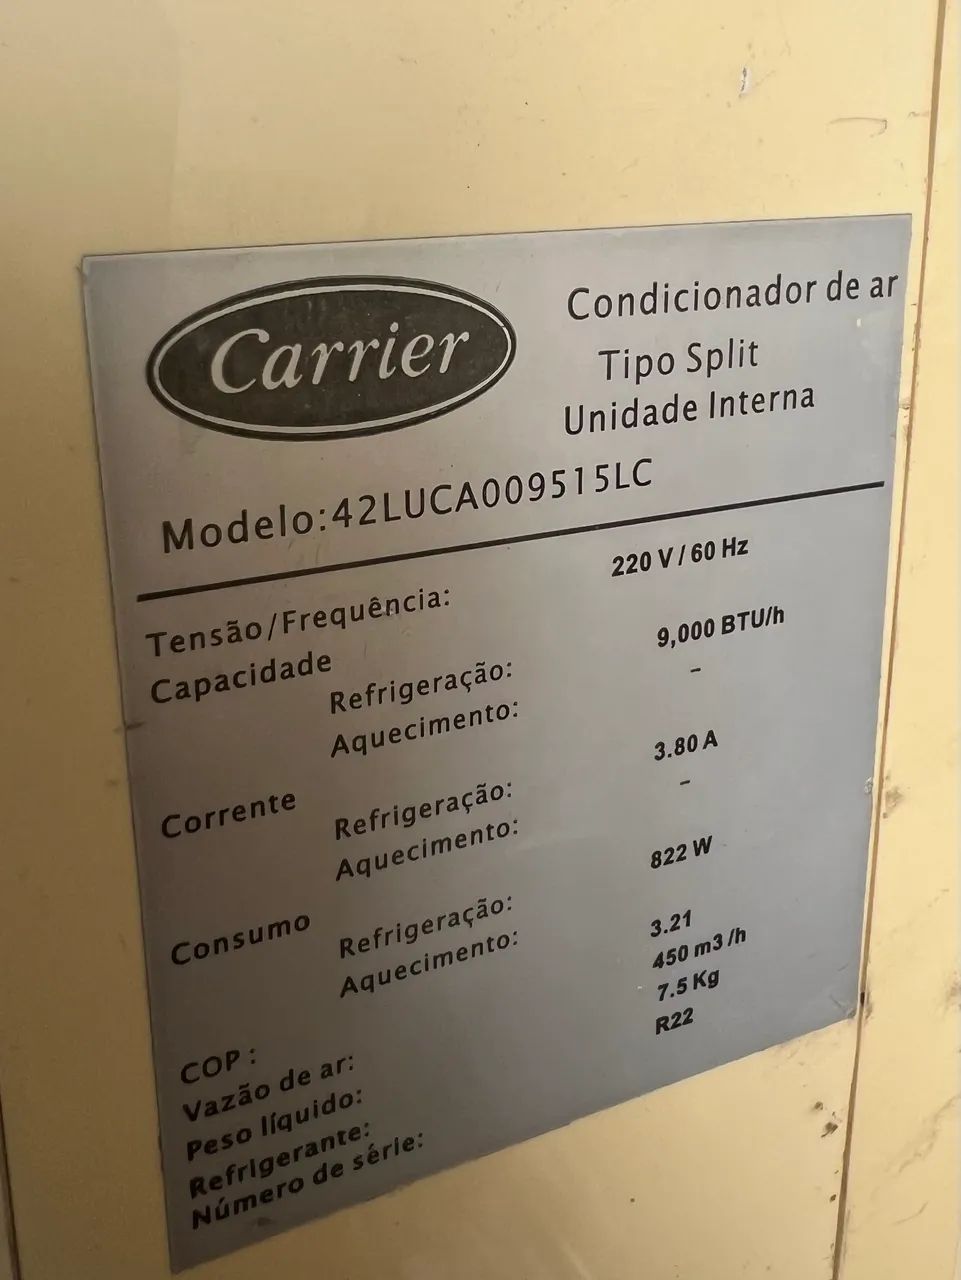 Carrier
Condicionador de ar
Tipo Split
Unidade Interna
Modelo:42LUCA009515LC
Tensão/Frequência: 220 V / 60 Hz
Capacidade
Refrigeração: 9,000 BTU/h
Aquecimento: –
Corrente
Refrigeração: 3.80 A
Aquecimento: –
Consumo
Refrigeração: 822 W
Aquecimento:
COP : 3.21
Vazão de ar: 450 m3 /h
Peso líquido: 7.5 Kg
Refrigerante: R22
Número de série: